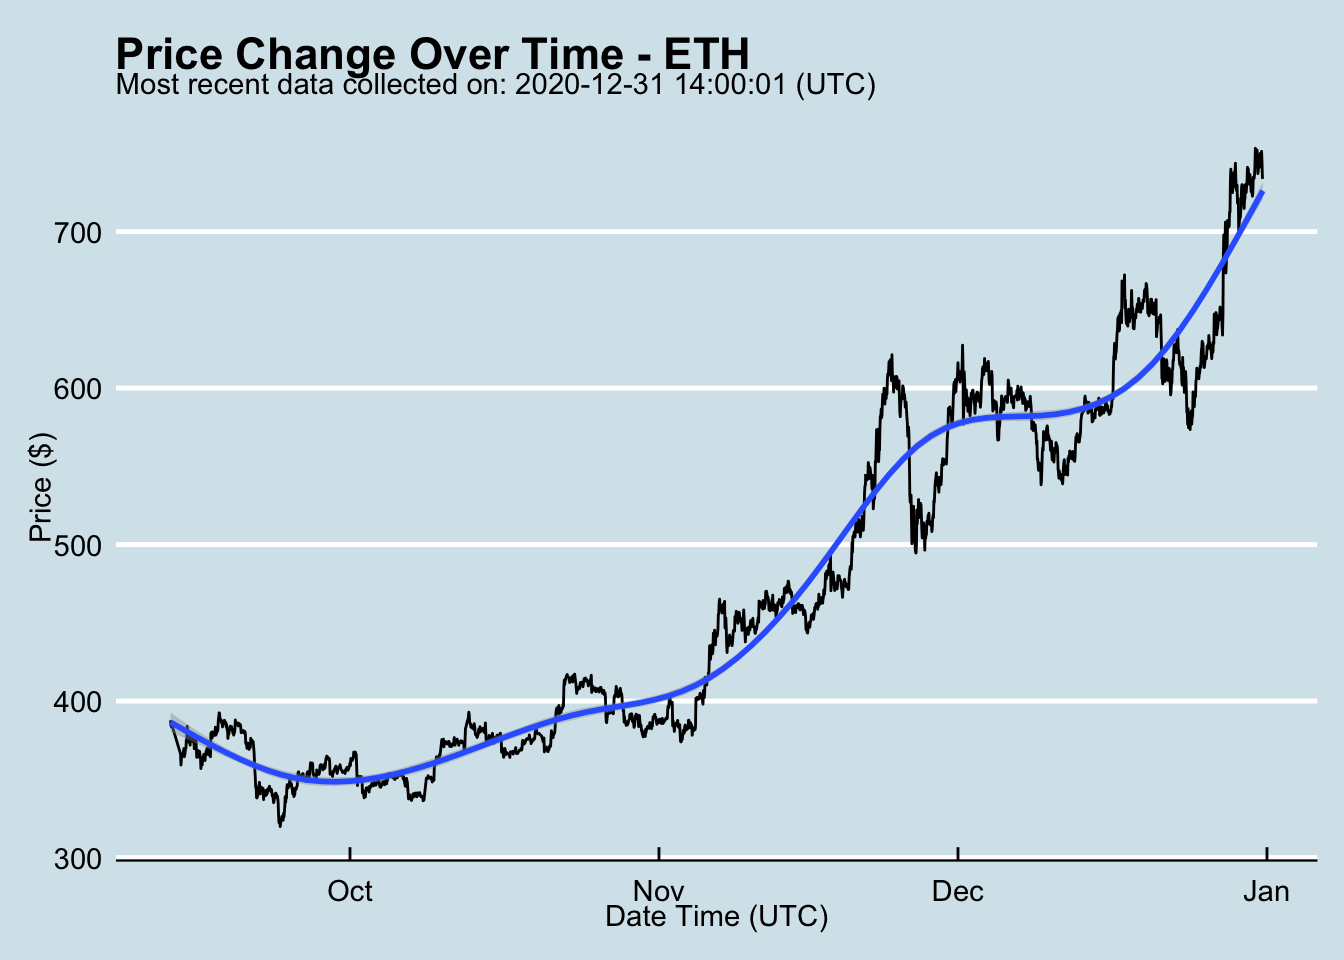 Price Change Over Time - ETH
Most recent data collected on: 2020-12-31 14:00:01 (UTC)
700
600
Price ($)
500
400
300
Oct Nov Dec Jan
Date Time (UTC)